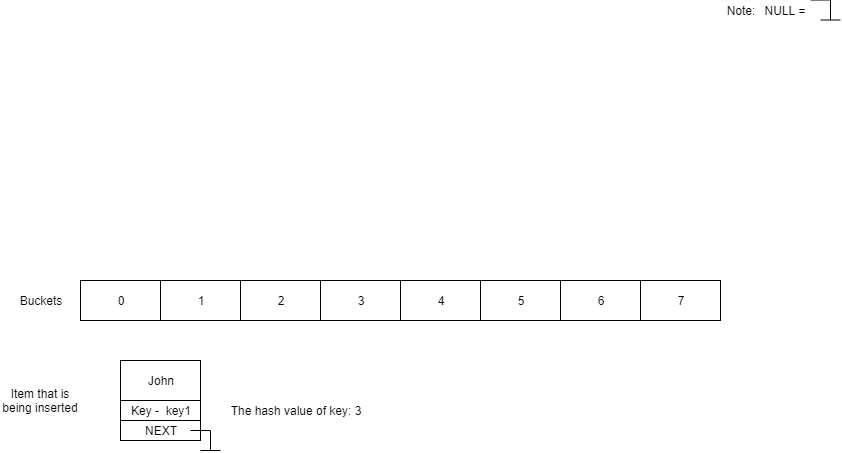 Note: NULL =
Buckets 0 1 2 3 4 5 6 7
John
Item that is
being inserted
Key - key1
The hash value of key: 3
NEXT